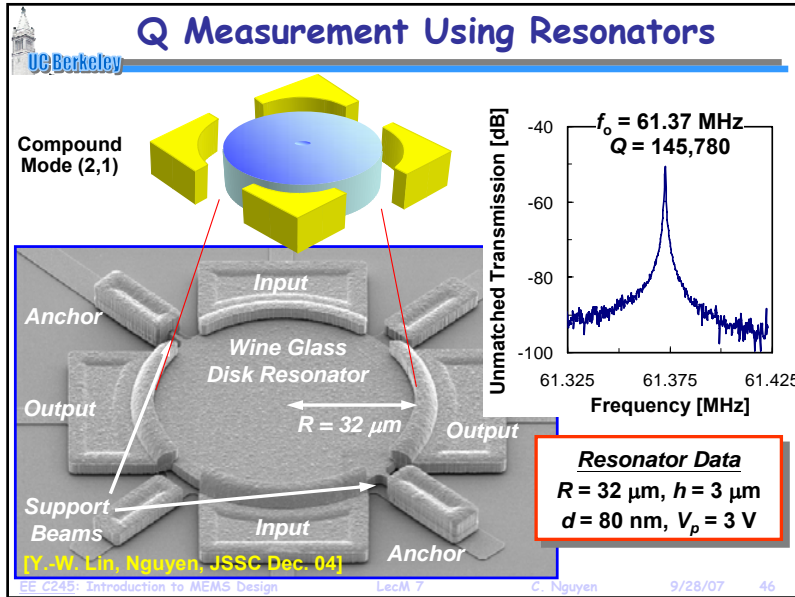 Q Measurement Using Resonators
UC Berkeley
Compound
Mode (2,1)
Unmatched Transmission [dB]
-40
-60
-80
-100
fo = 61.37 MHz
Q = 145,780
61.325
61.375
61.425
Frequency [MHz]
Input
Anchor
Wine Glass
Disk Resonator
Output
R = 32 μm
Output
Support
Beams
Input
Anchor
[Y.-W. Lin, Nguyen, JSSC Dec. 04]
Resonator Data
R = 32 μm, h = 3 μm
d = 80 nm, Vp = 3 V
EE C245: Introduction to MEMS Design LecM 7 C. Nguyen 9/28/07 46